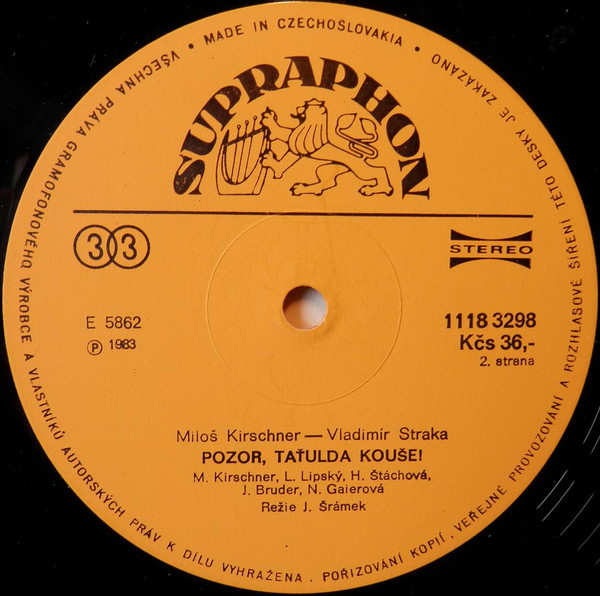 VŠECHNA PRÁVA GRAMOFONOVÉHO VÝROBCE A VLASTNÍKŮ AUTORSKÝCH PRÁV K DÍLU VYHRAŽENA . POŘIZOVÁNÍ KOPIÍ, VEŘEJNÉ PROVOZOVÁNÍ A ROZHLASOVÉ ŠÍŘENÍ TÉTO DESKY JE ZAKÁZÁNO
• MADE IN CZECHOSLOVAKIA •
SUPRAPHON
33
STEREO
E 5862
℗ 1983
1118 3298
Kčs 36,-
2. strana
Miloš Kirschner — Vladimír Straka
POZOR, TAŤULDA KOUŠE!
M. Kirschner, L. Lipský, H. Štáchová,
J. Bruder, N. Gaierová
Režie J. Šrámek